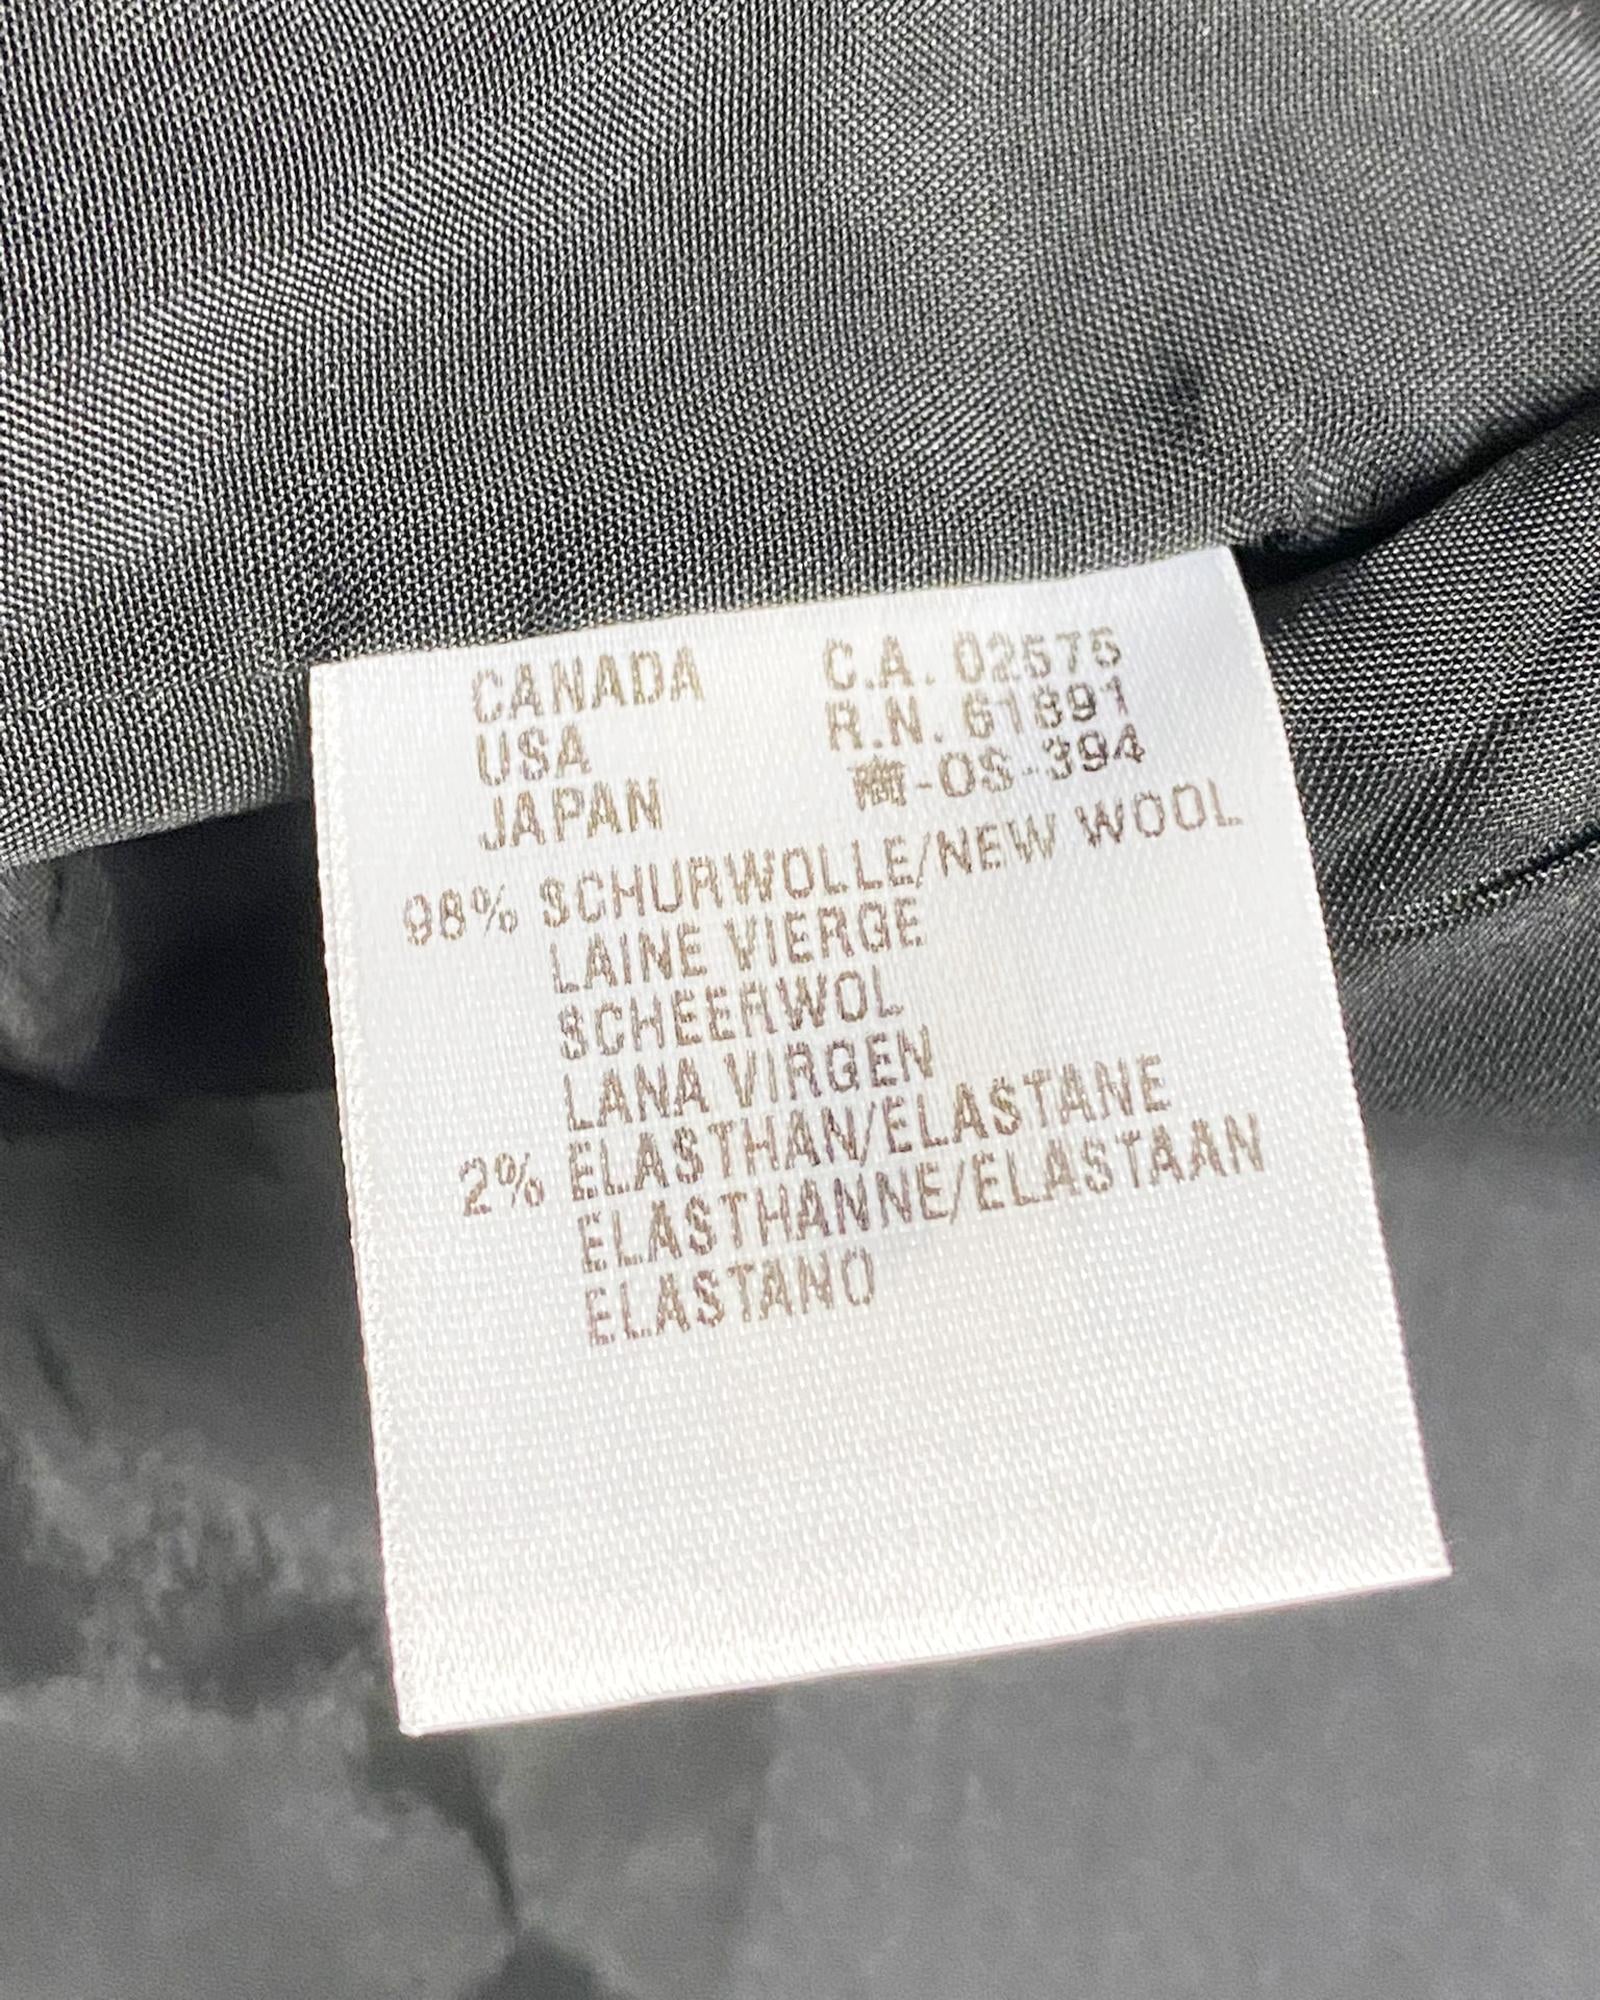 CANADA C.A. 02575
USA R.N. 61891
JAPAN -OS-394
98% SCHURWOLLE/NEW WOOL
LAINE VIERGE
SCHEERWOL
LANA VIRGEN
2% ELASTHAN/ELASTANE
ELASTHANNE/ELASTAAN
ELASTANO